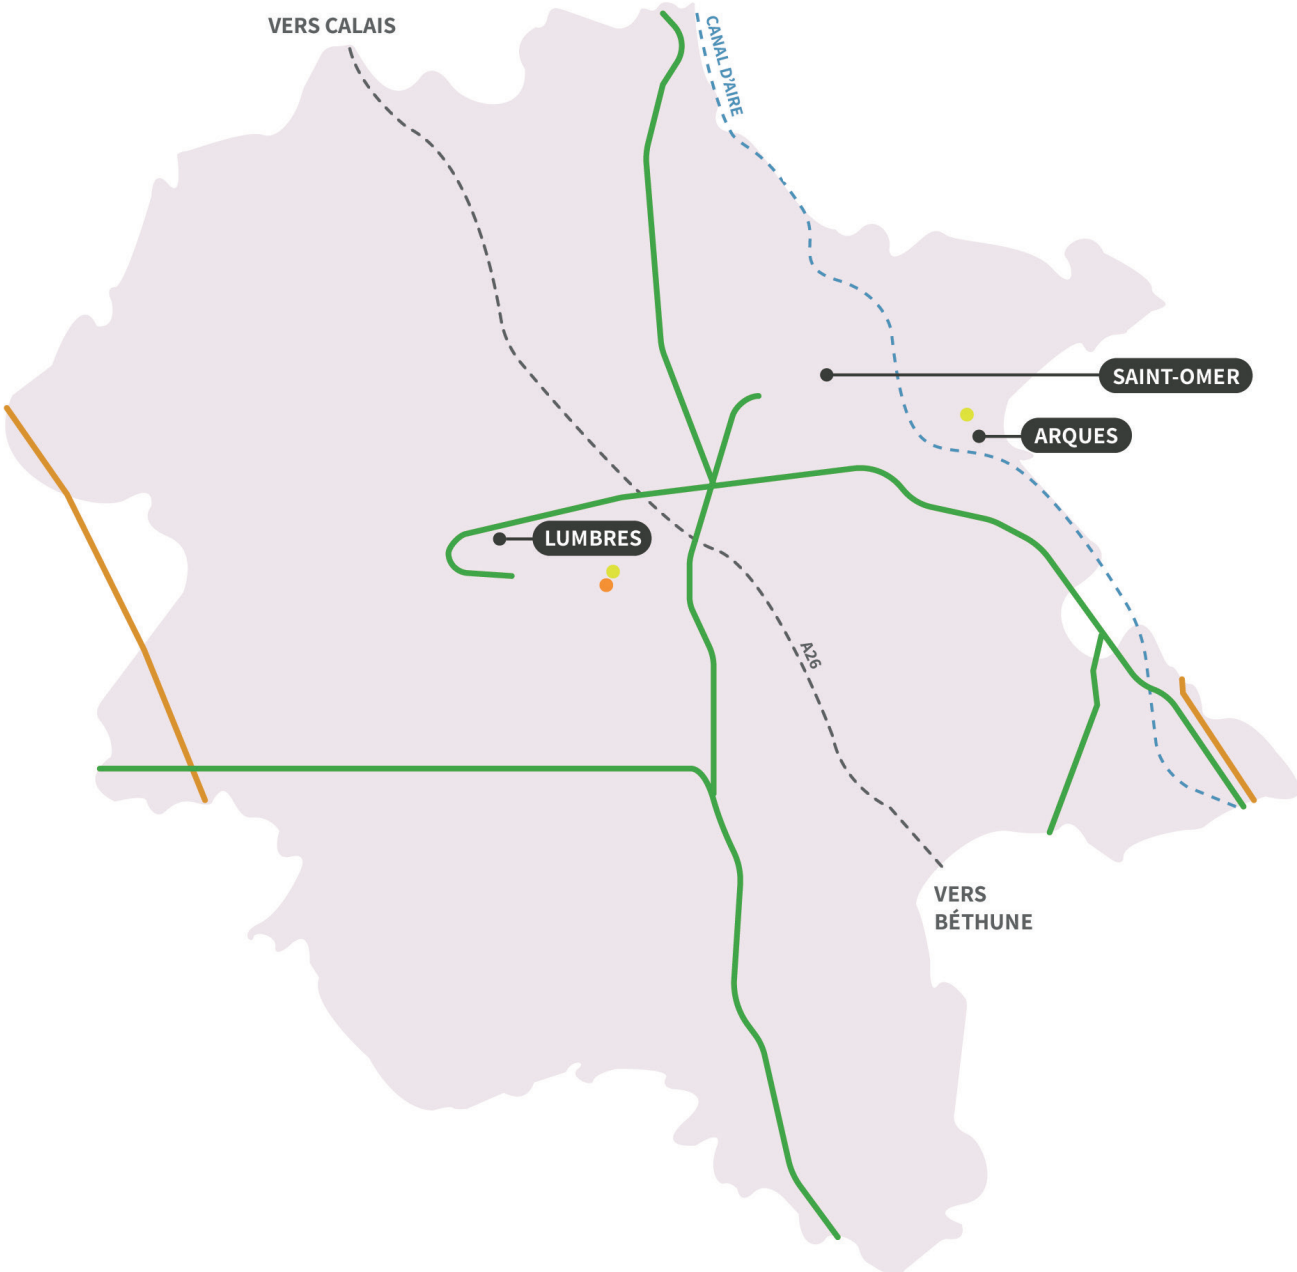 VERS CALAIS
CANAL D'AIRE
SAINT-OMER
ARQUES
LUMBRES
A26
VERS
BÉTHUNE